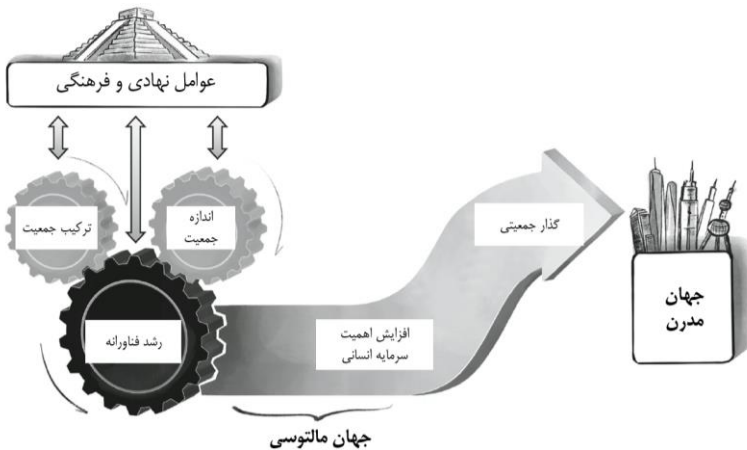 عوامل نهادی و فرهنگی
اندازه
جمعیت
ترکیب جمعیت
رشد فناورانه
افزایش اهمیت
سرمایه انسانی
گذار جمعیتی
جهان
مدرن
جهان مالتوسی